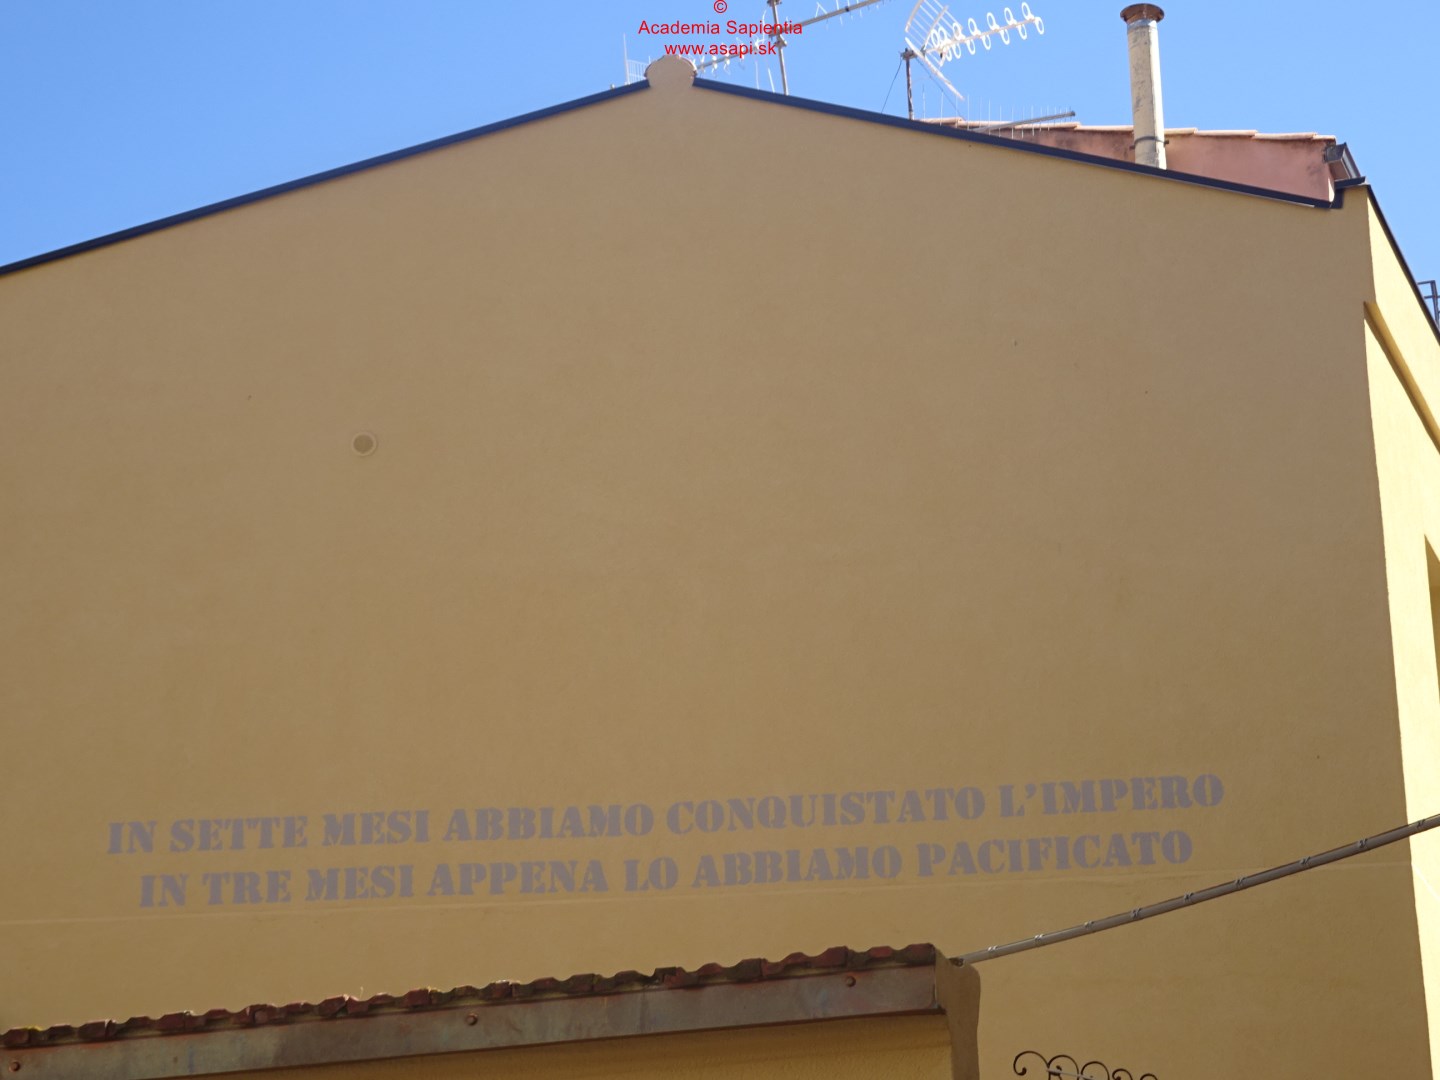 ©
Academia Sapientia
www.asapi.sk
IN SETTE MESI ABBIAMO CONQUISTATO L'IMPERO
IN TRE MESI APPENA LO ABBIAMO PACIFICATO